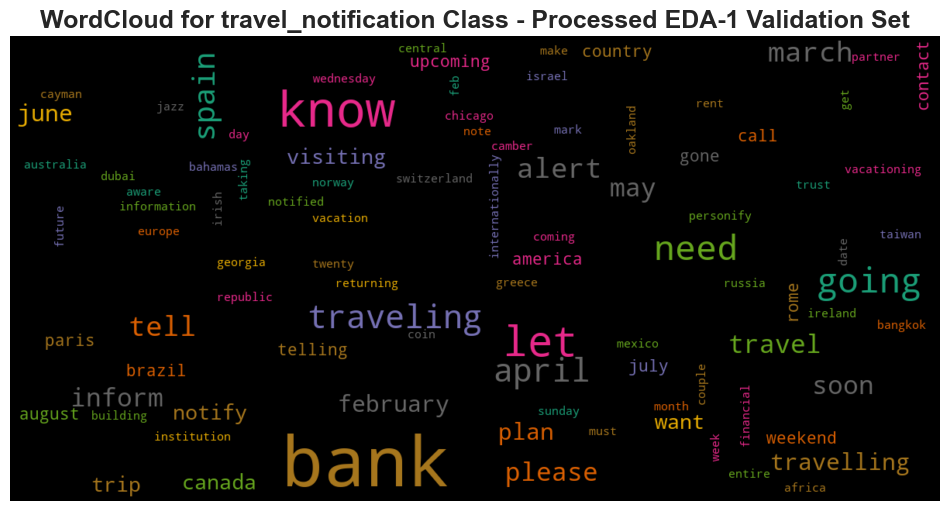 WordCloud for travel_notification Class - Processed EDA-1 Validation Set
central
make
country
march
partner
upcoming
spain
wednesday
feb
israel
contact
cayman
june
jazz
know
chicago
get
rent
note
mark
oakland
call
day
camber
visiting
alert
gone
australia
bahamas
taking
dubai
norway
switzerland
internationally
may
trust
vacationing
aware
information
irish
notified
future
vacation
personify
europe
coming
need
date
taiwan
georgia
twenty
america
going
returning
greece
russia
republic
rome
ireland
traveling
tell
coin
let
bangkok
paris
telling
mexico
travel
brazil
april
july
couple
soon
inform
february
august
building
notify
sunday
month
financial
want
institution
plan
must
week
weekend
bank
please
travelling
trip
canada
entire
africa